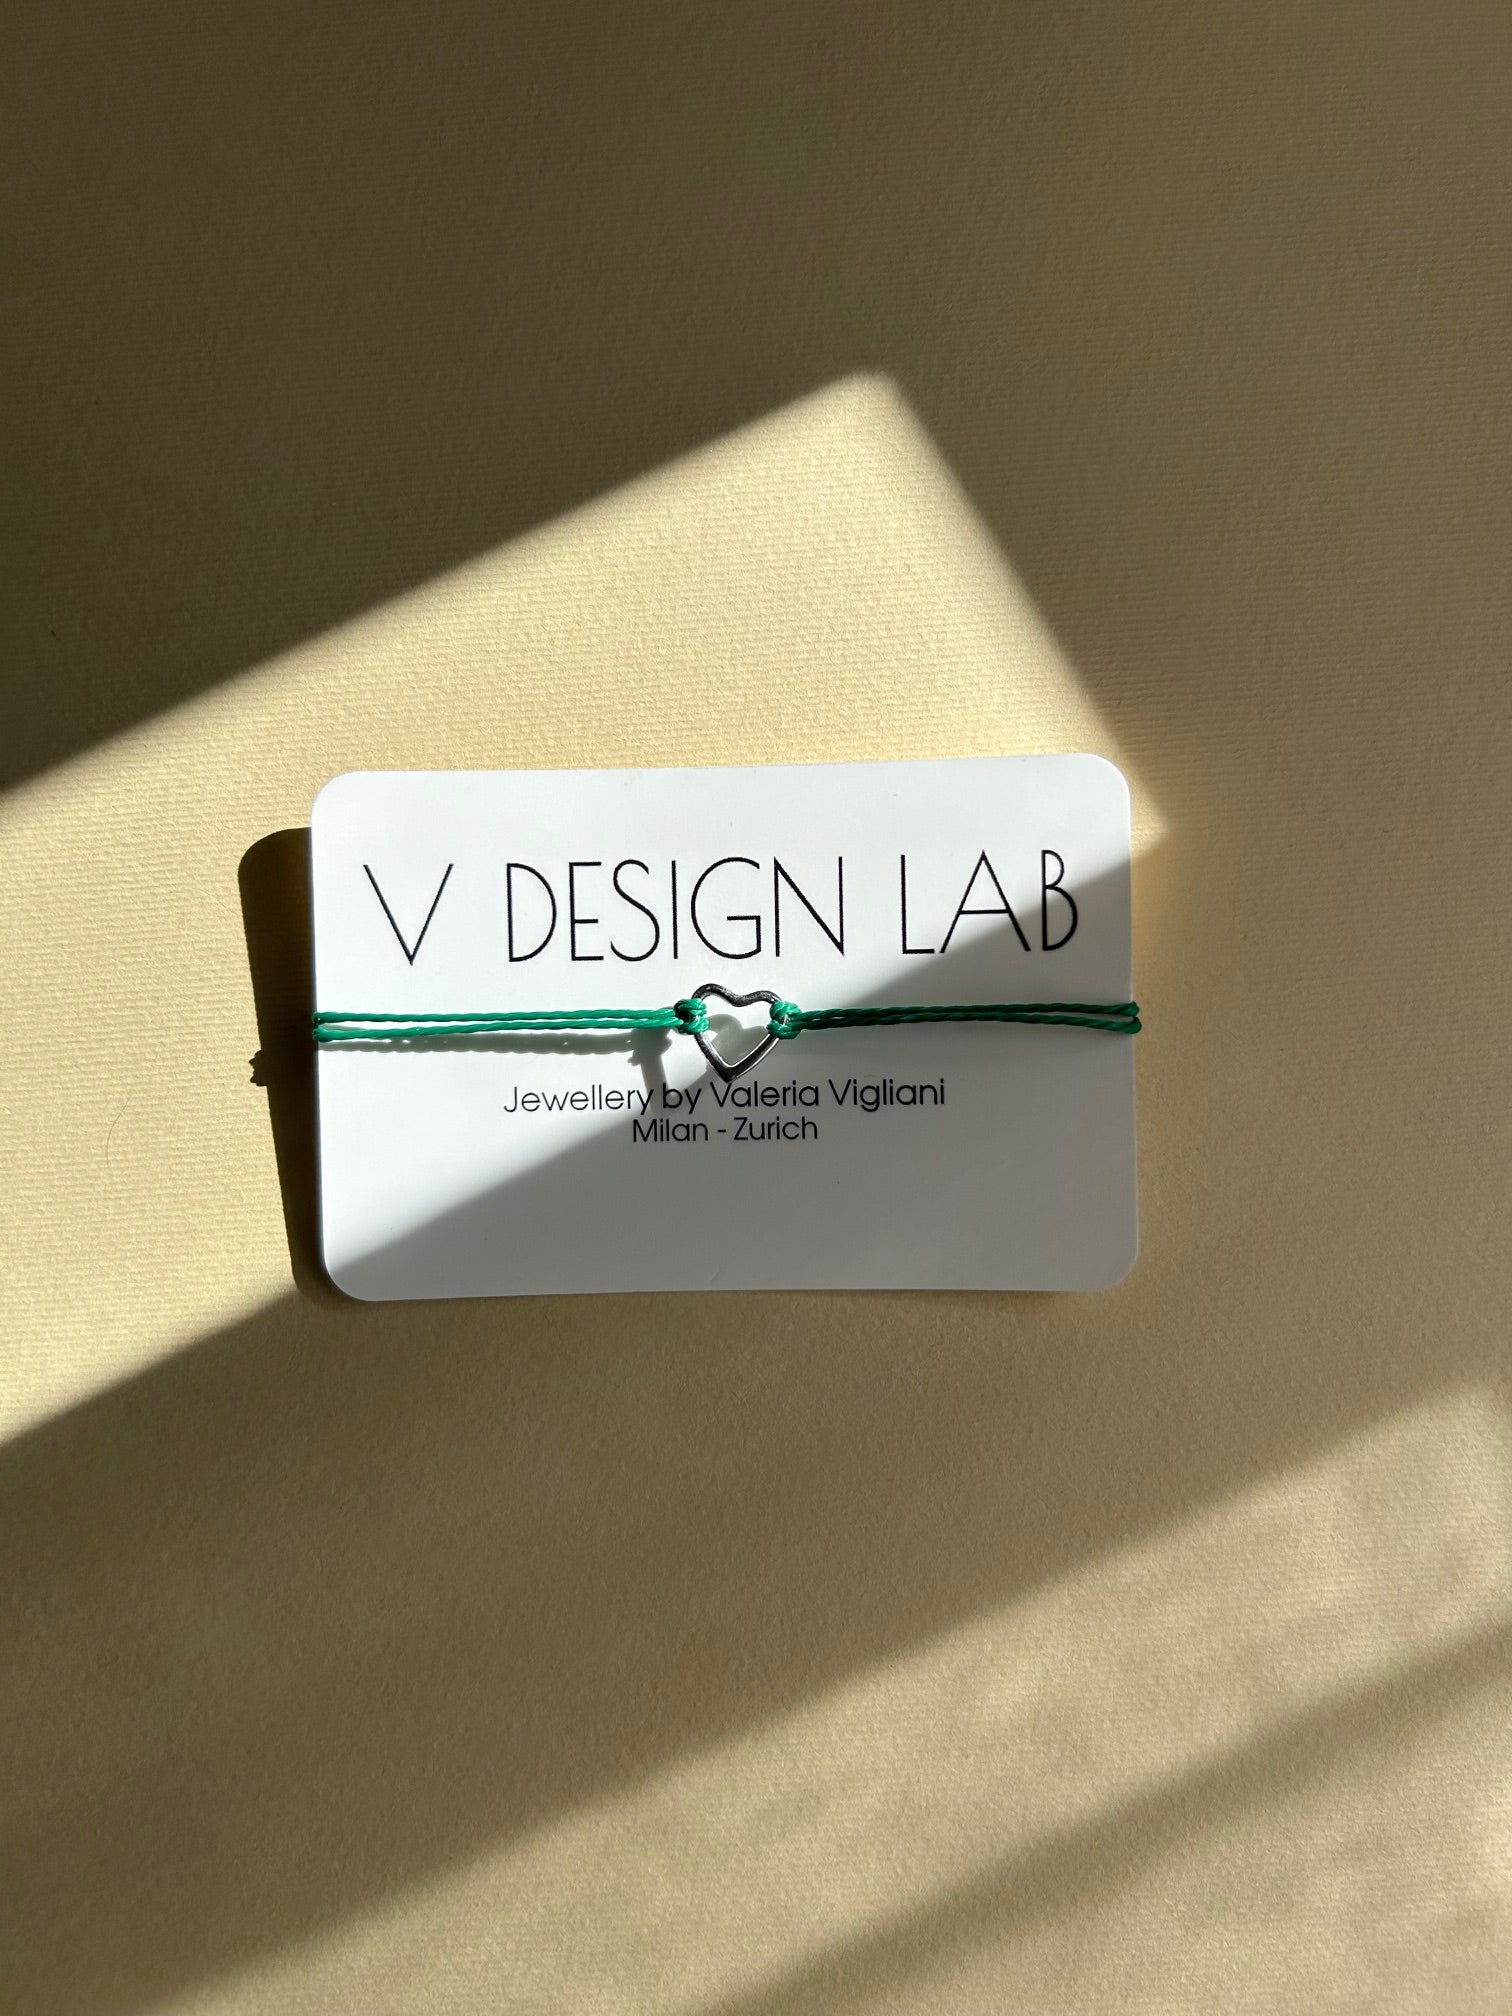 V DESIGN LAB
Jewellery by Valeria Vigliani
Milan - Zurich